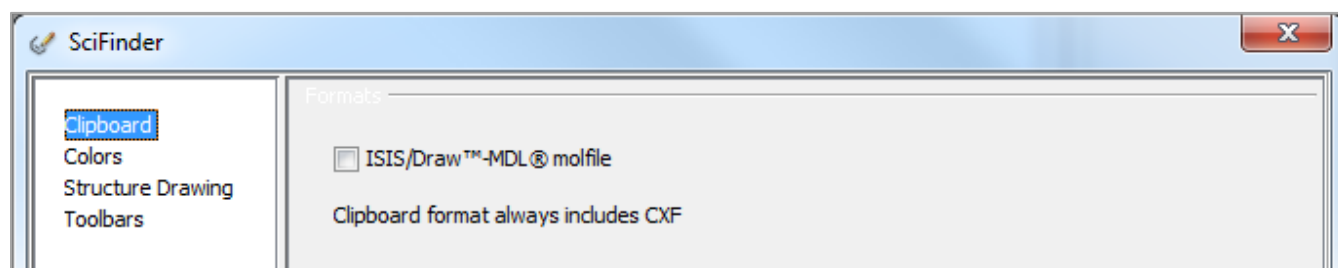 SciFinder
Clipboard
Colors
Structure Drawing
Toolbars
Formats
ISIS/Draw™-MDL® molfile
Clipboard format always includes CXF